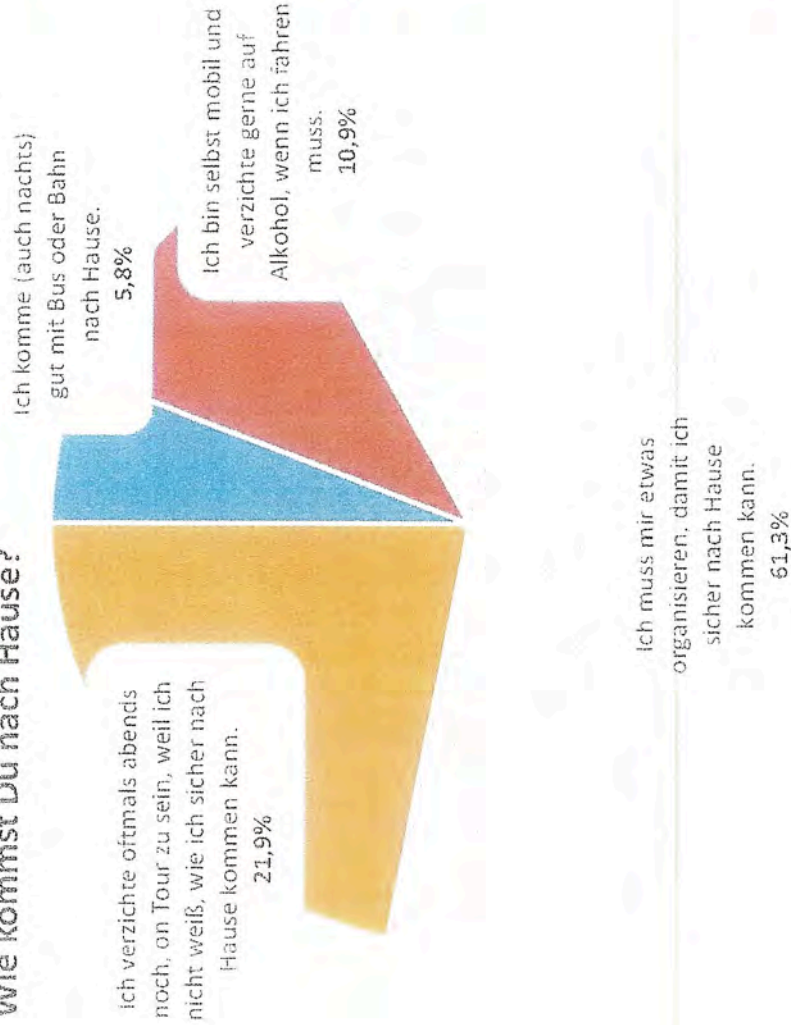 Wie kommst Du nach Hause?
Ich komme (auch nachts)
gut mit Bus oder Bahn
nach Hause.
5,8%
Ich bin selbst mobil und
verzichte gerne auf
Alkohol, wenn ich fahren
muss.
10,9%
Ich muss mir etwas
organisieren, damit ich
sicher nach Hause
kommen kann.
61,3%
ich verzichte oftmals abends
noch, on Tour zu sein, weil ich
nicht weiß, wie ich sicher nach
Hause kommen kann.
21,9%